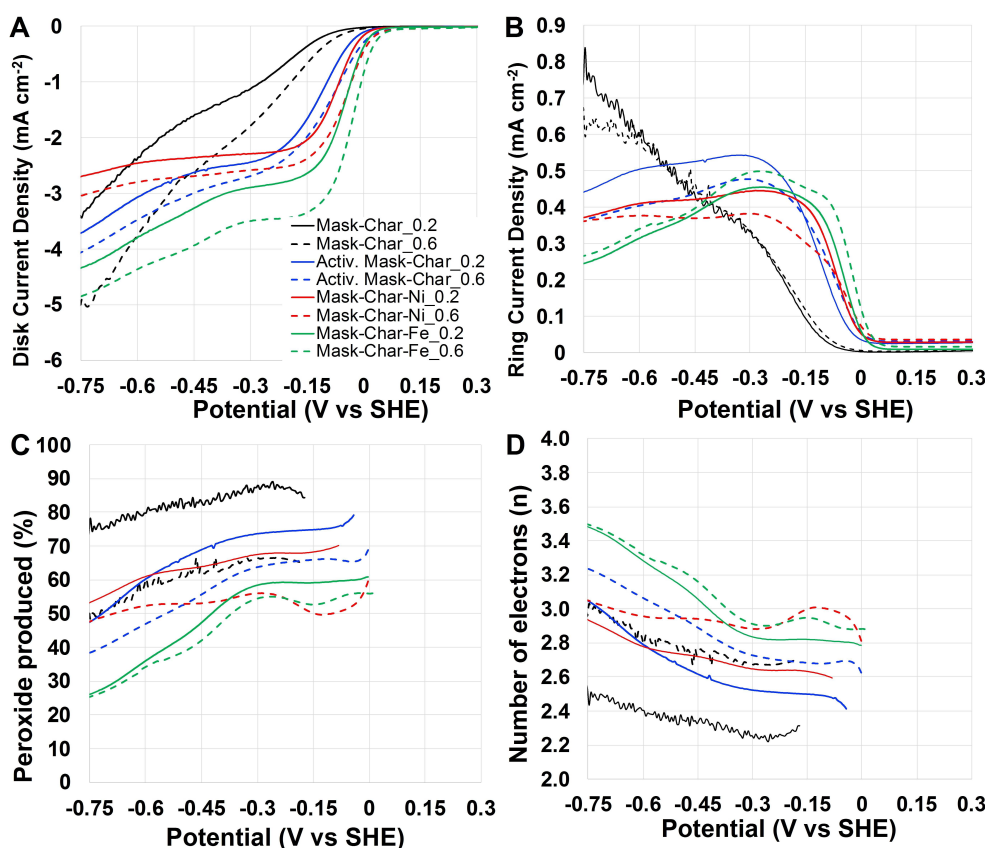 A
Disk Current Density (mA cm-2)
0
-1
-2
-3
-4
-5
-6
-0.75 -0.6 -0.45 -0.3 -0.15 0 0.15 0.3
Potential (V vs SHE)
Mask-Char_0.2
Mask-Char_0.6
Activ. Mask-Char_0.2
Activ. Mask-Char_0.6
Mask-Char-Ni_0.2
Mask-Char-Ni_0.6
Mask-Char-Fe_0.2
Mask-Char-Fe_0.6
B
Ring Current Density (mA cm-2)
0.9
0.8
0.7
0.6
0.5
0.4
0.3
0.2
0.1
0
-0.75 -0.6 -0.45 -0.3 -0.15 0 0.15 0.3
Potential (V vs SHE)
C
Peroxide produced (%)
100
90
80
70
60
50
40
30
20
10
0
-0.75 -0.6 -0.45 -0.3 -0.15 0 0.15 0.3
Potential (V vs SHE)
D
Number of electrons (n)
4.0
3.8
3.6
3.4
3.2
3.0
2.8
2.6
2.4
2.2
2.0
-0.75 -0.6 -0.45 -0.3 -0.15 0 0.15 0.3
Potential (V vs SHE)